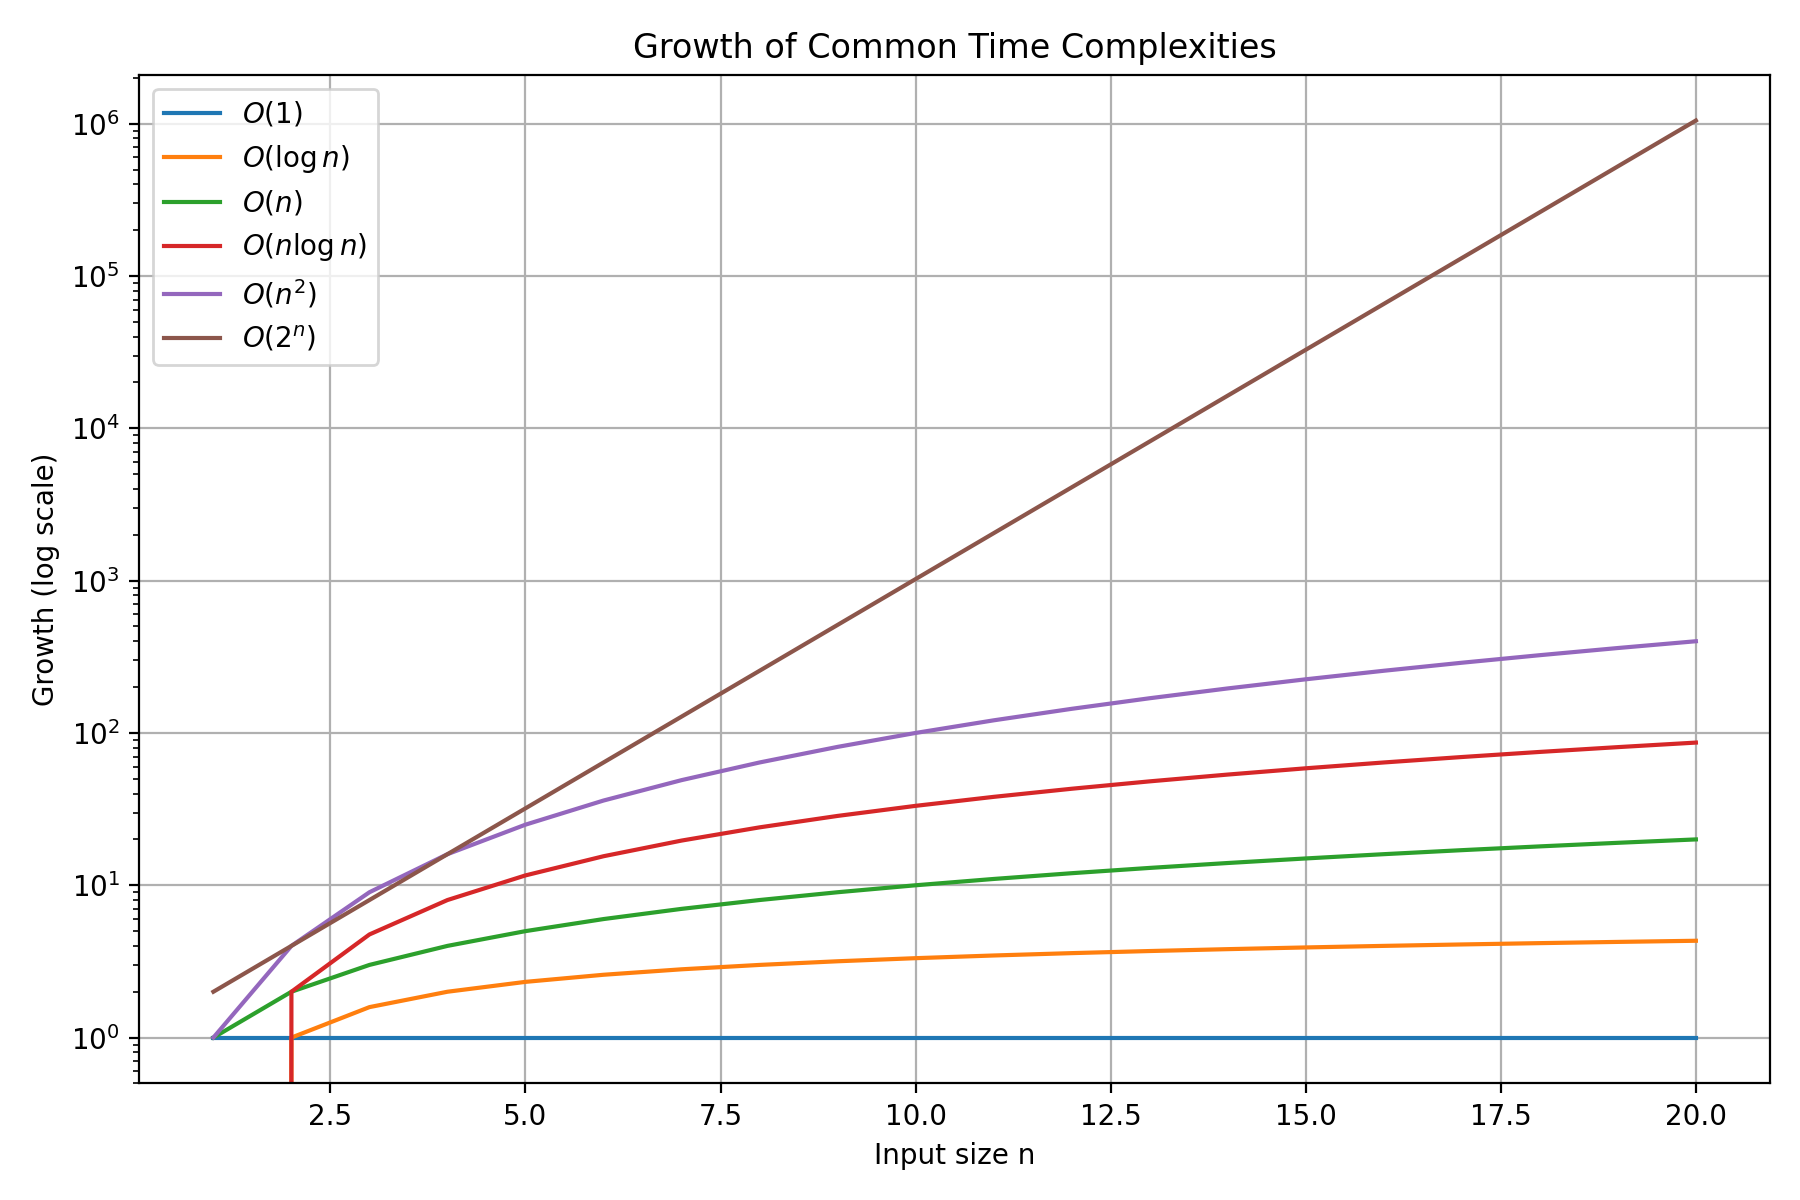 Growth of Common Time Complexities
O(1)
O(log n)
O(n)
O(n log n)
O(n²)
O(2ⁿ)
10⁶
10⁵
10⁴
10³
10²
10¹
10⁰
Growth (log scale)
2.5 5.0 7.5 10.0 12.5 15.0 17.5 20.0
Input size n